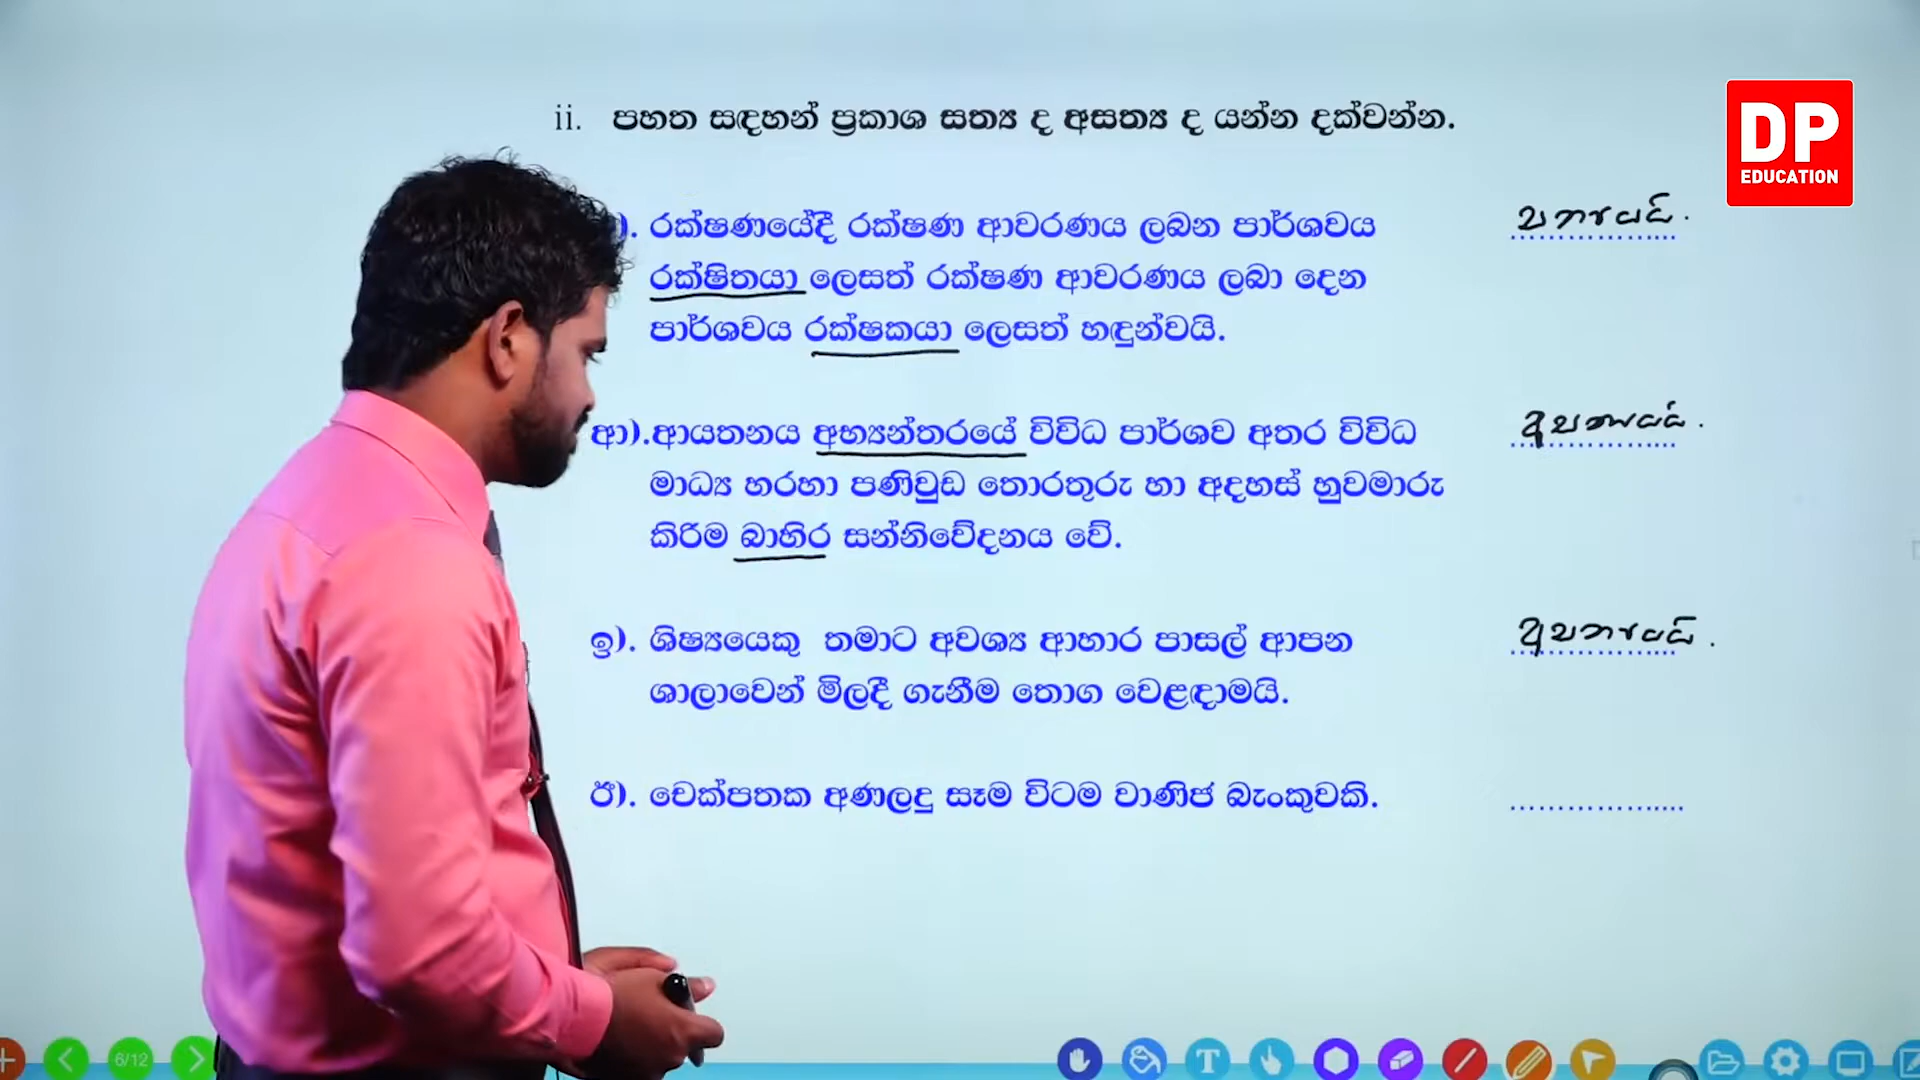 ii. පහත සඳහන් ප්‍රකාශ සත්‍ය ද අසත්‍ය ද යන්න දක්වන්න.
DP
EDUCATION
). රක්ෂණයේදී රක්ෂණ ආවරණය ලබන පාර්ශවය
සත්‍යයයි.
රක්ෂිතයා ලෙසත් රක්ෂණ ආවරණය ලබා දෙන
පාර්ශවය රක්ෂකයා ලෙසත් හඳුන්වයි.
ආ).ආයතනය අභ්‍යන්තරයේ විවිධ පාර්ශව අතර විවිධ
අසත්‍යයයි.
මාධ්‍ය හරහා පණිවුඩ තොරතුරු හා අදහස් හුවමාරු
කිරිම බාහිර සන්නිවේදනය වේ.
ඉ). ශිෂ්‍යයෙකු තමාට අවශ්‍ය ආහාර පාසල් ආපන
අසත්‍යයයි.
ශාලාවෙන් මිලදී ගැනීම තොග වෙළඳාමයි.
ඊ). චෙක්පතක අණලදු සෑම විටම වාණිජ බැංකුවකි.
6/12